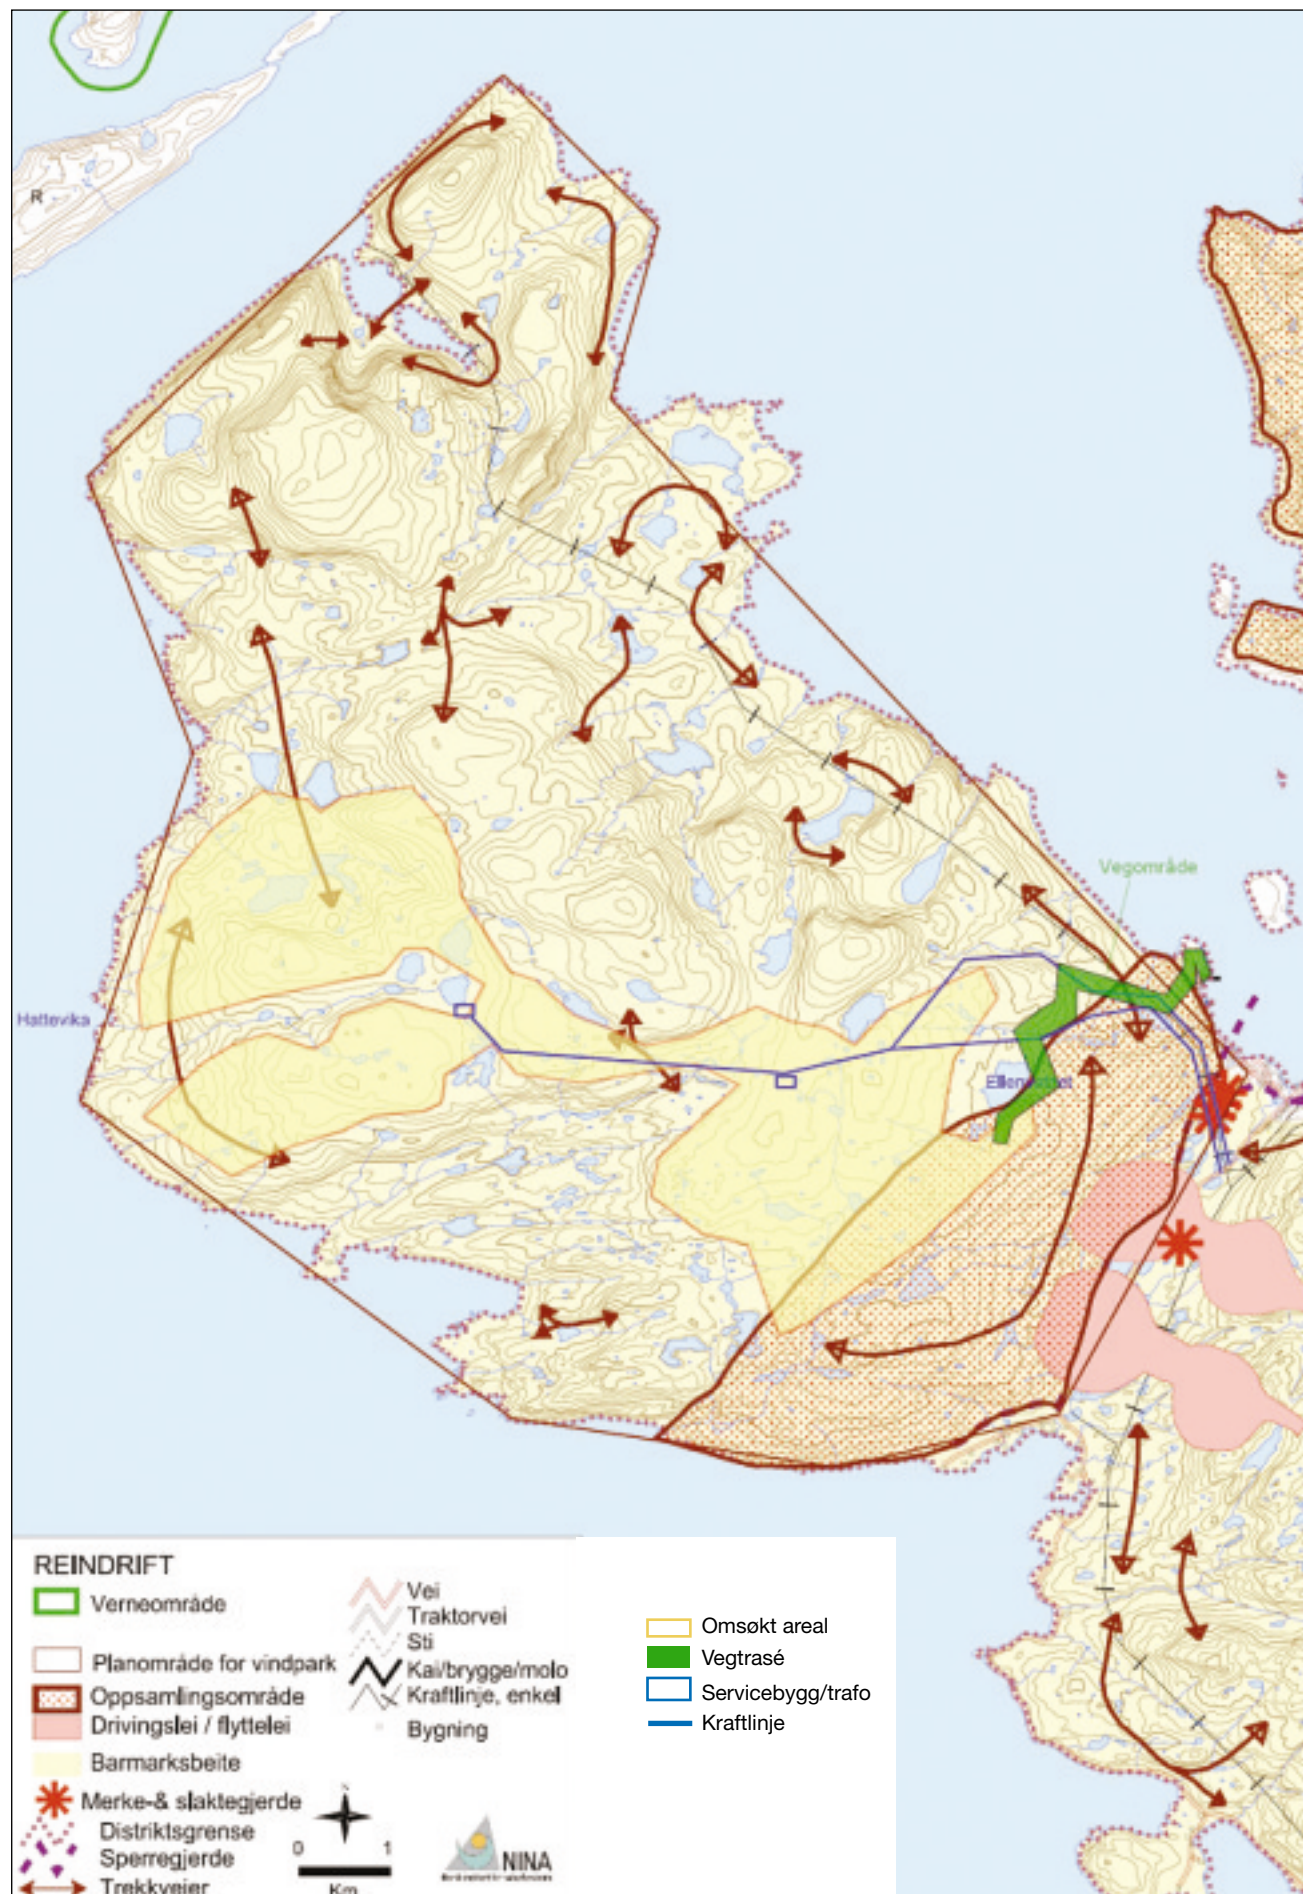 R
Vegområde
Hattevika
REINDRIFT
Verneområde
Planområde for vindpark
Oppsamlingsområde
Drivingslei / flyttelei
Barmarksbeite
Merke-& slaktegjerde
Distriktsgrense
Sperregjerde
Trekkveier
Vei
Traktorvei
Sti
Kai/brygge/molo
Kraftlinje, enkel
Bygning
N
0 1
Km
NINA
Omsøkt areal
Vegtrasé
Servicebygg/trafo
Kraftlinje